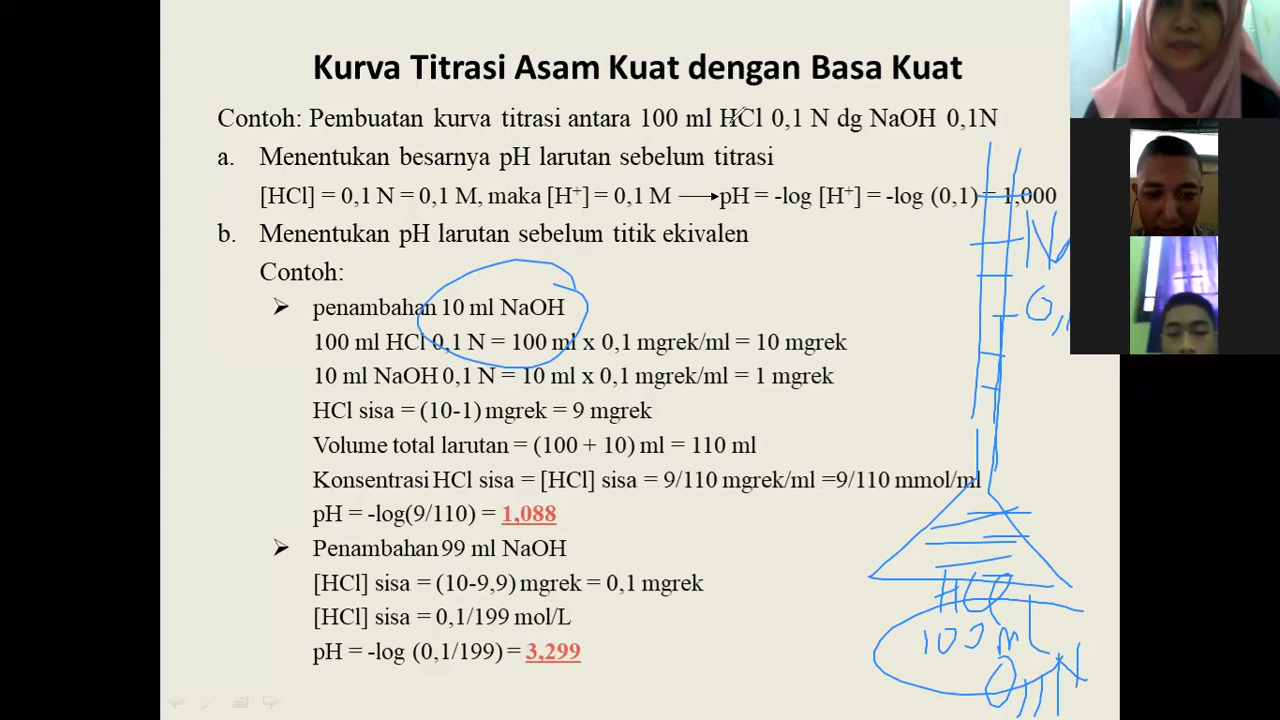 Kurva Titrasi Asam Kuat dengan Basa Kuat
Contoh: Pembuatan kurva titrasi antara 100 ml HCl 0,1 N dg NaOH 0,1N
a. Menentukan besarnya pH larutan sebelum titrasi
[HCl] = 0,1 N = 0,1 M, maka [H⁺] = 0,1 M → pH = -log [H⁺] = -log (0,1) = 1,000
b. Menentukan pH larutan sebelum titik ekivalen
Contoh:
➢ penambahan 10 ml NaOH
100 ml HCl 0,1 N = 100 ml x 0,1 mgrek/ml = 10 mgrek
10 ml NaOH 0,1 N = 10 ml x 0,1 mgrek/ml = 1 mgrek
HCl sisa = (10-1) mgrek = 9 mgrek
Volume total larutan = (100 + 10) ml = 110 ml
Konsentrasi HCl sisa = [HCl] sisa = 9/110 mgrek/ml =9/110 mmol/ml
pH = -log(9/110) = 1,088
➢ Penambahan 99 ml NaOH
[HCl] sisa = (10-9,9) mgrek = 0,1 mgrek
[HCl] sisa = 0,1/199 mol/L
pH = -log (0,1/199) = 3,299
Na
0,1
HCl
100 ml
0,1 N